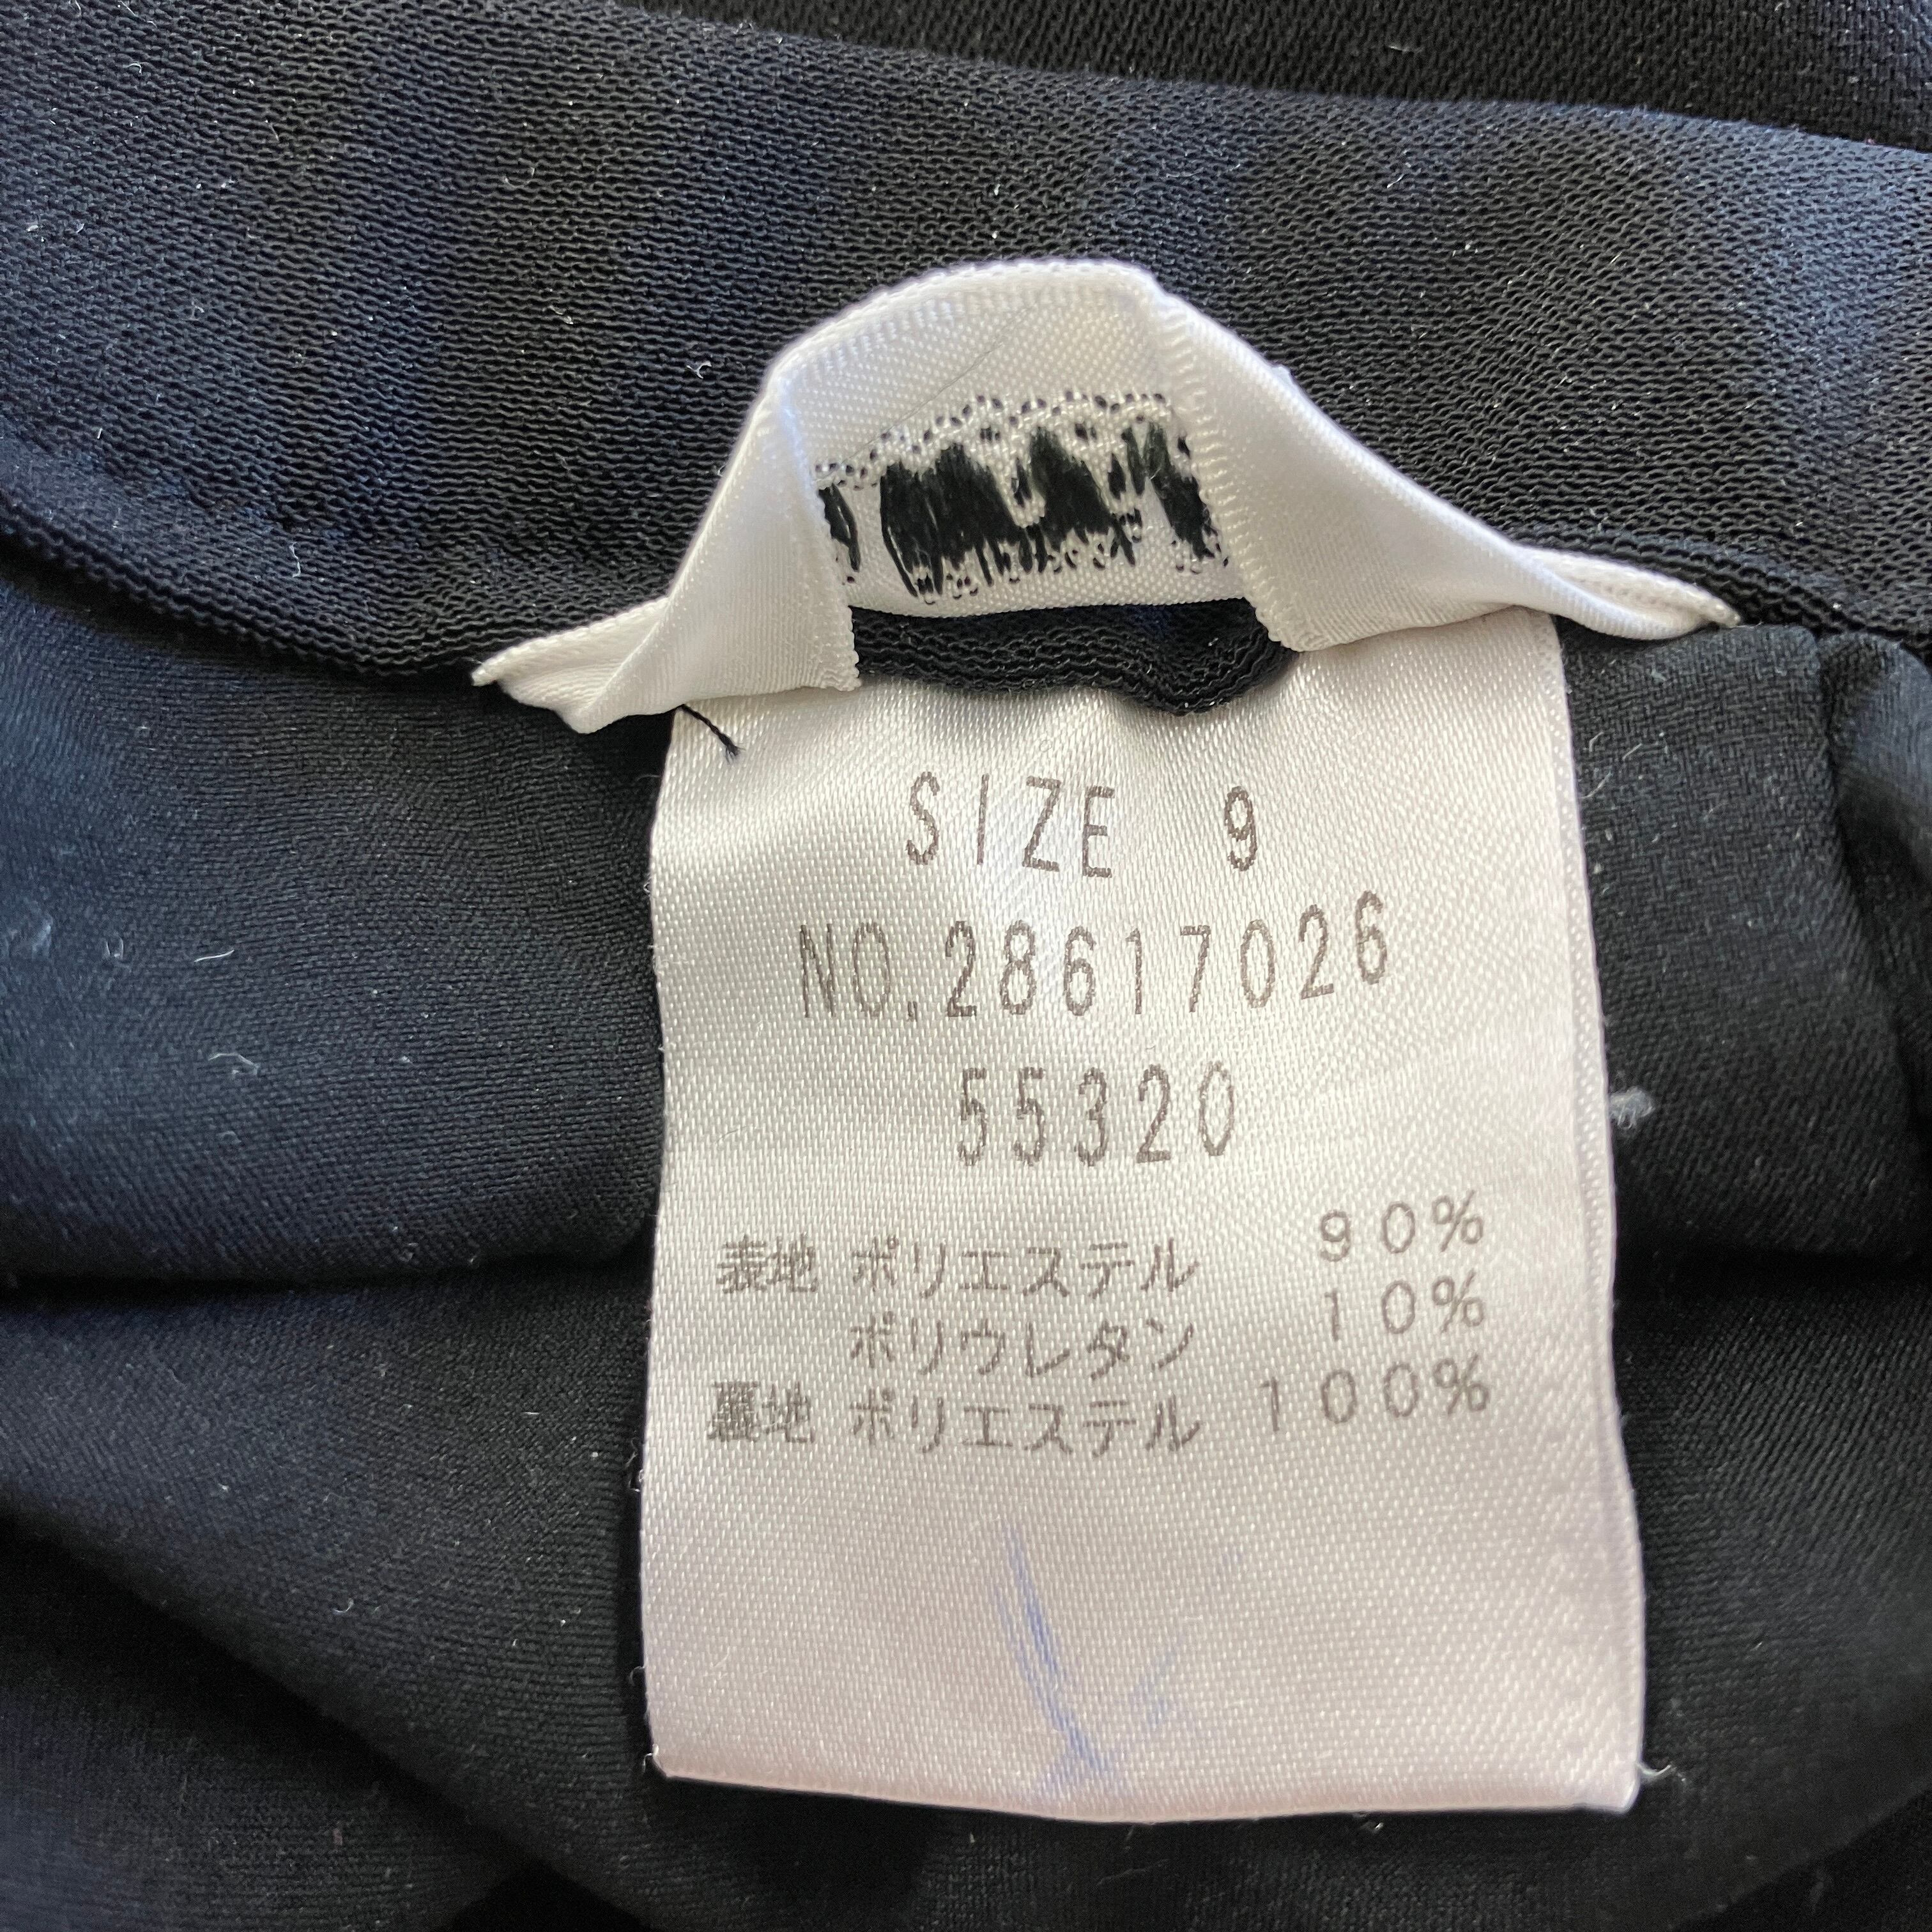 SIZE 9
NO.28617026
55320
表地 ポリエステル 90%
ポリウレタン 10%
裏地 ポリエステル 100%